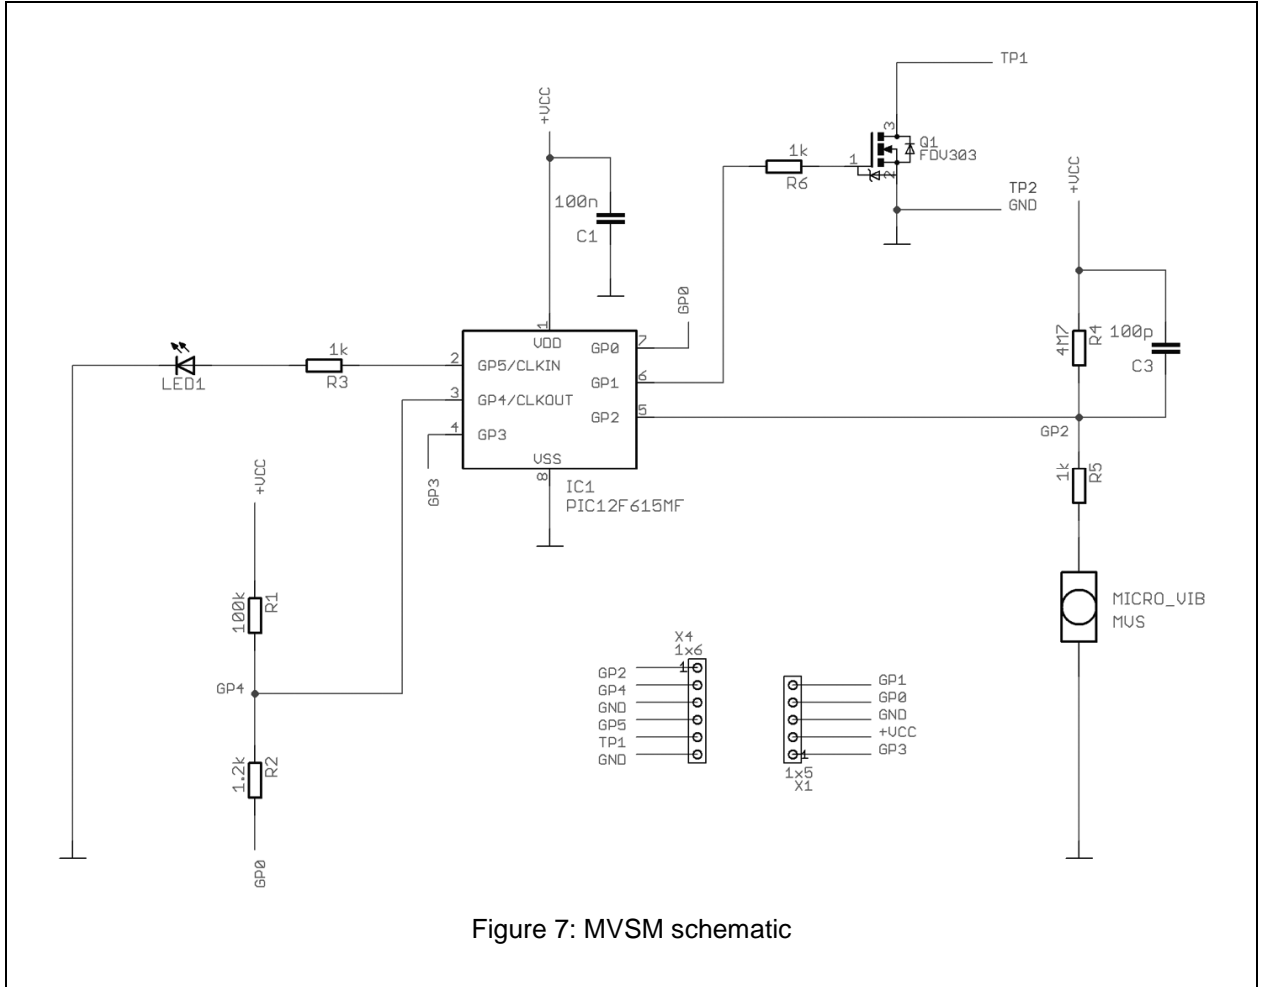 TP1
+VCC
3
Q1
FDV303
1k
1
R6
2
TP2
GND
+VCC
100n
C1
GP0
1
VDD
7
GP0
1k
R3
2
GP5/CLKIN
LED1
6
GP1
3
GP4/CLKOUT
5
GP2
4
GP3
VSS
8
GP3
IC1
PIC12F615MF
4M7
R4
100p
C3
GP2
1k
R5
+VCC
100k
R1
GP4
1.2k
R2
GP0
MICRO_VIB
MVS
X4
1x6
1
GP2
GP4
GND
GP5
TP1
GND
GP1
GP0
GND
+VCC
GP3
1
1x5
X1
Figure 7: MVSM schematic